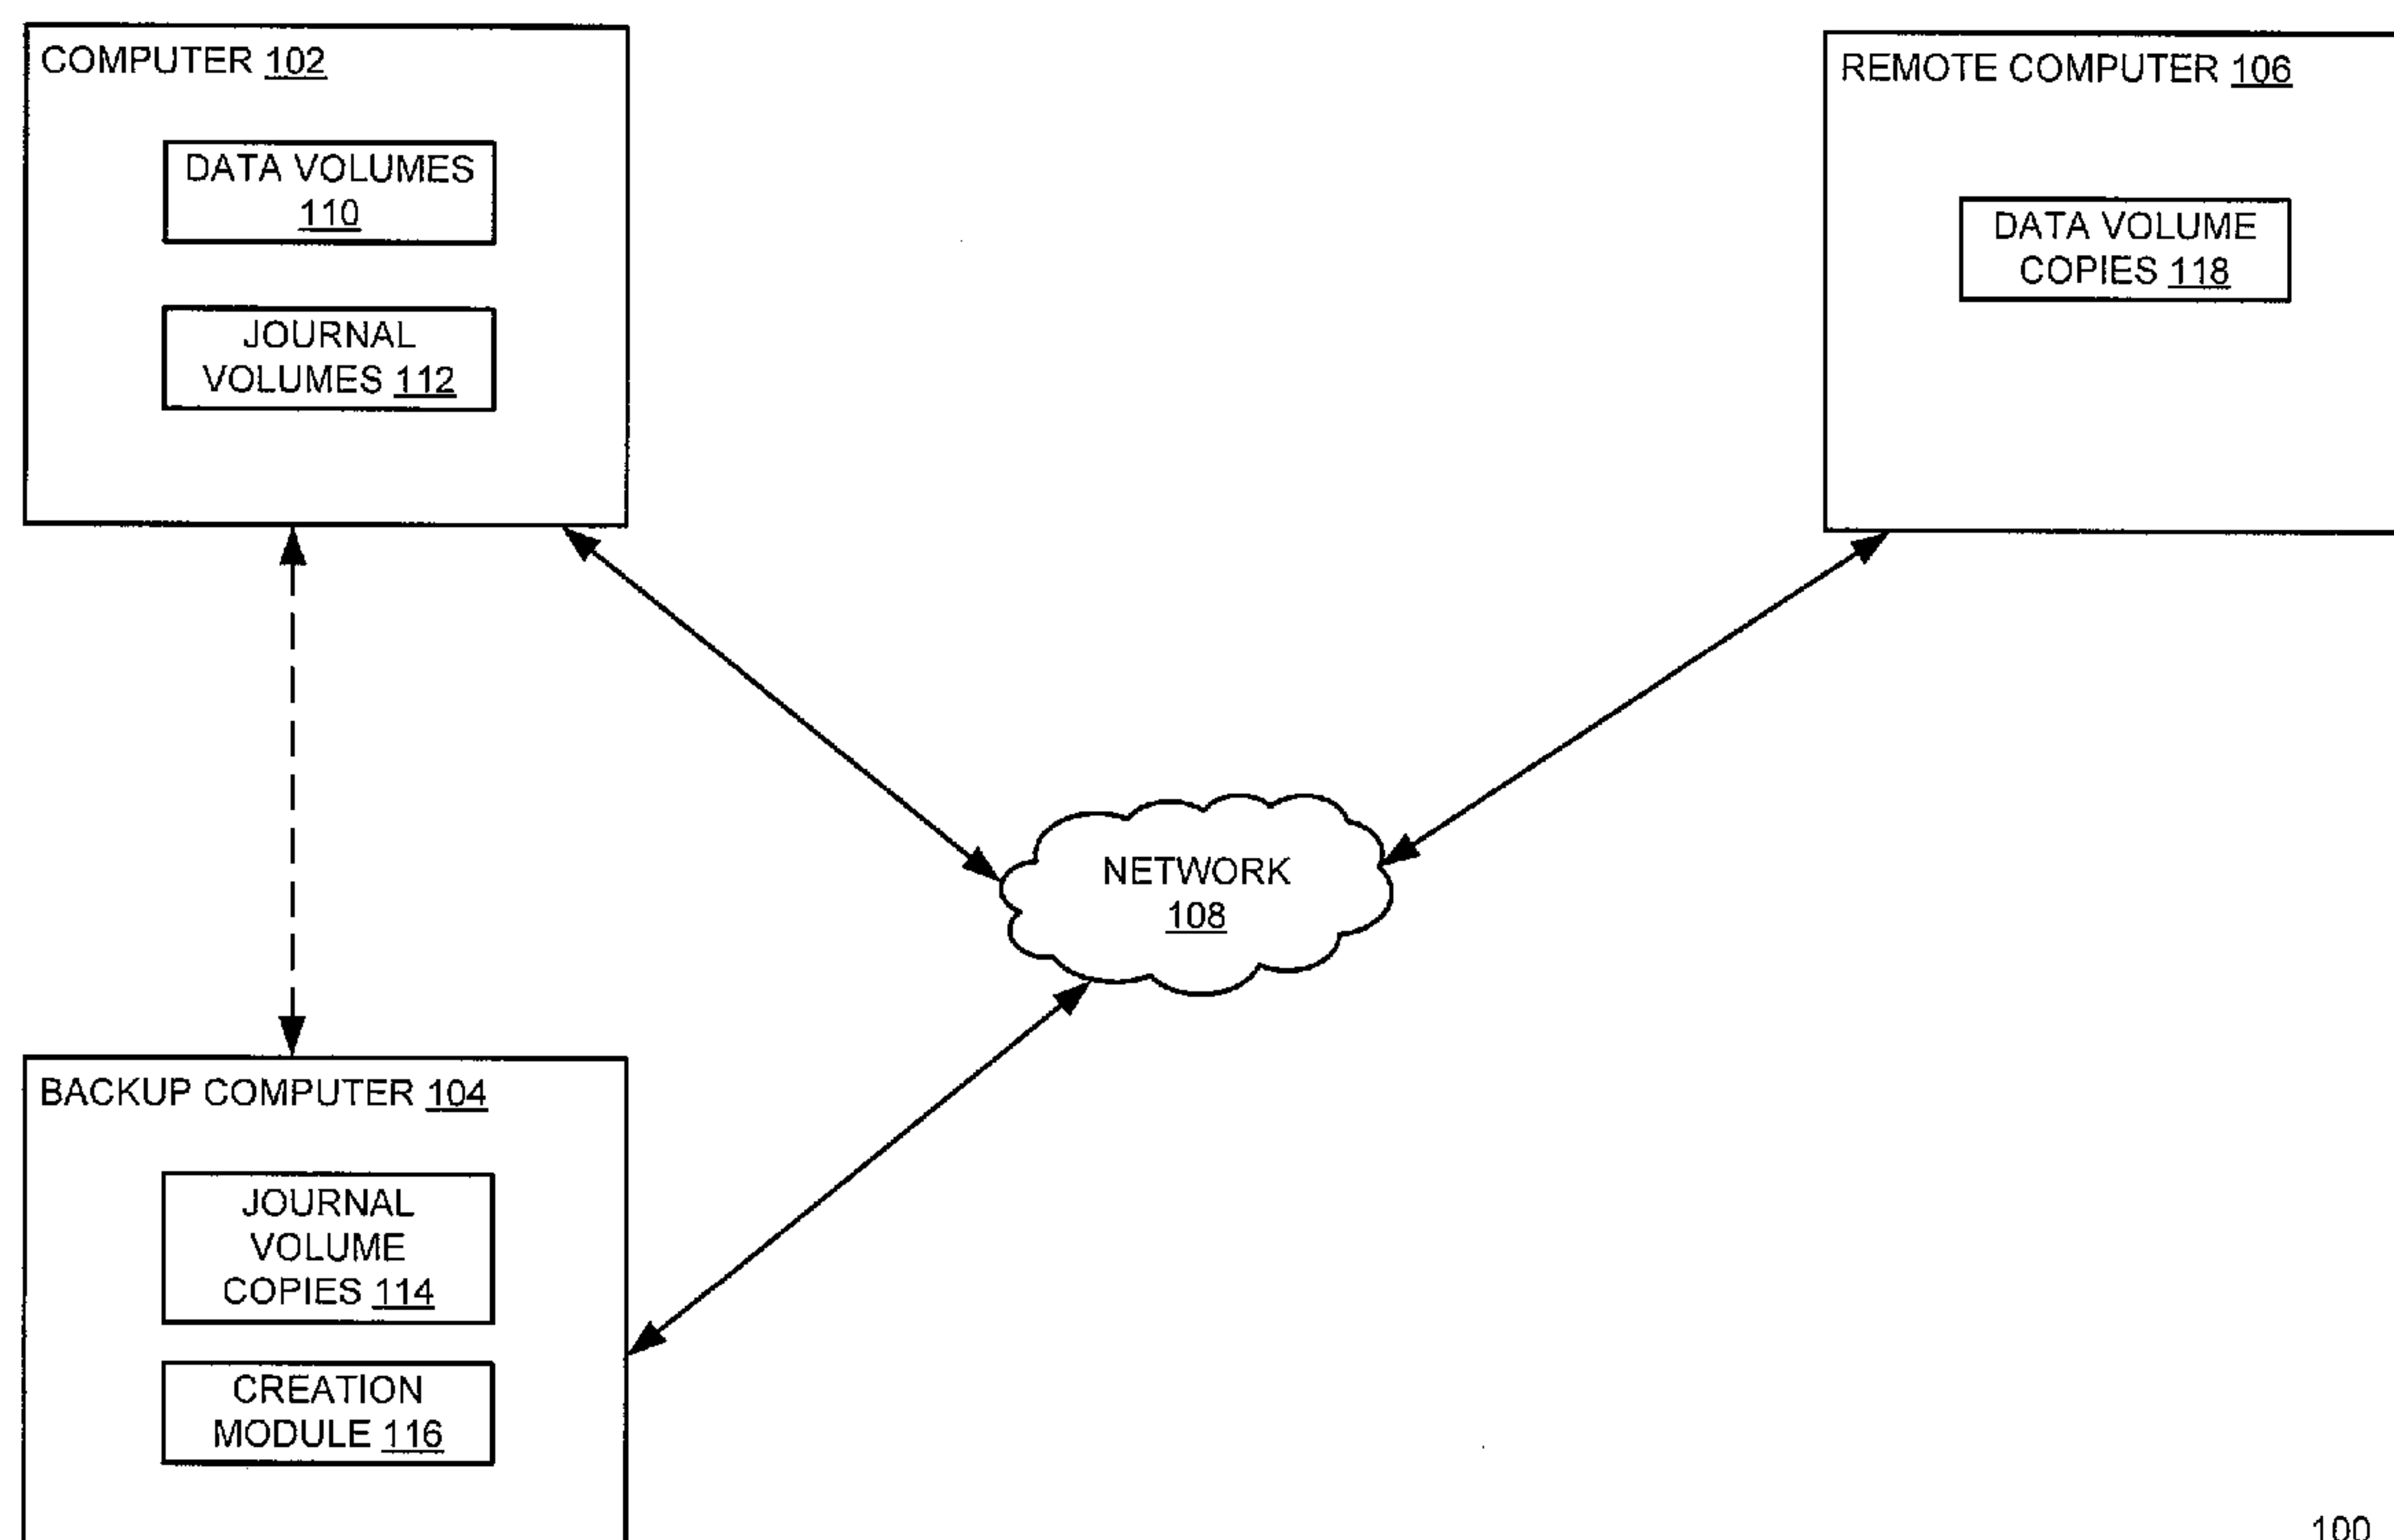 COMPUTER 102
DATA VOLUMES
110
JOURNAL
VOLUMES 112
REMOTE COMPUTER 106
DATA VOLUME
COPIES 118
NETWORK
108
BACKUP COMPUTER 104
JOURNAL
VOLUME
COPIES 114
CREATION
MODULE 116
100